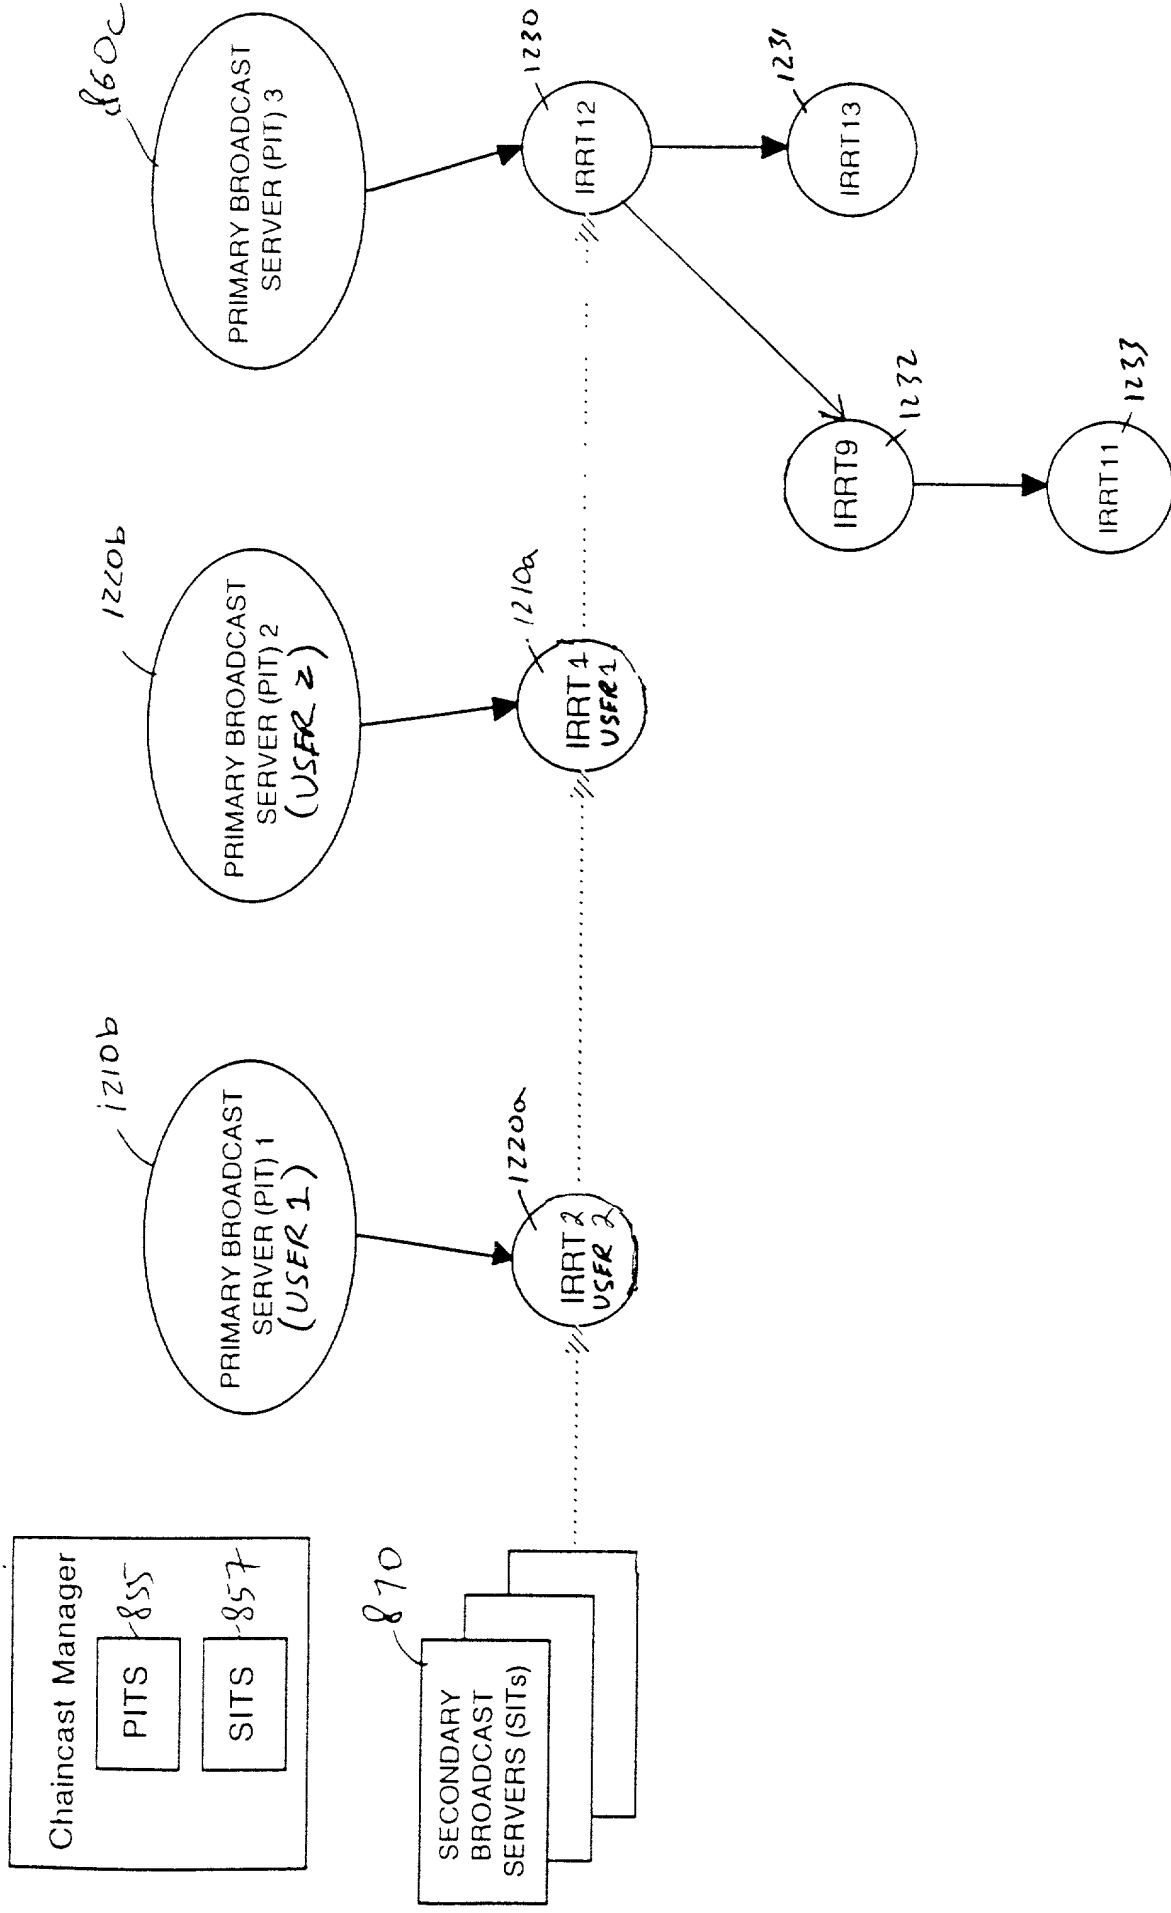 Chaincast Manager
PITS
855
SITS
857
870
SECONDARY
BROADCAST
SERVERS (SITs)
1210b
PRIMARY BROADCAST
SERVER (PIT) 1
(USER 1)
1220a
IRRT 2
USER 2
1220b
PRIMARY BROADCAST
SERVER (PIT) 2
(USER 2)
1210a
IRRT 1
USER 1
860c
PRIMARY BROADCAST
SERVER (PIT) 3
1230
IRRT12
1231
IRRT13
1232
IRRT9
1233
IRRT11